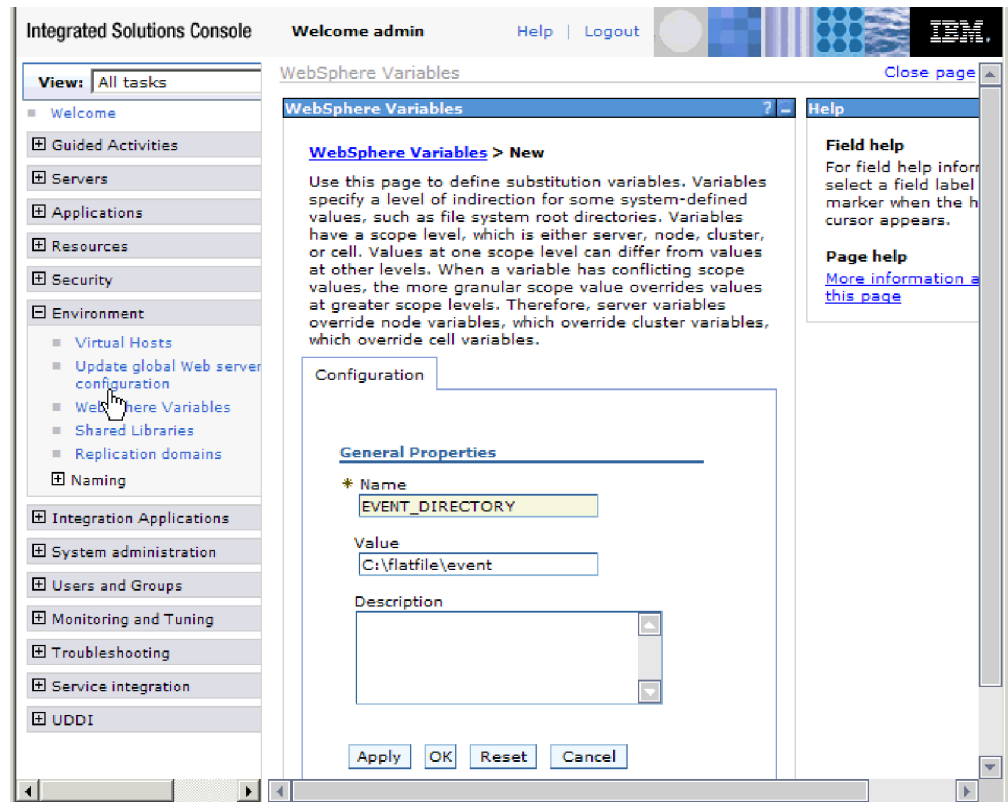 Integrated Solutions Console
Welcome admin
Help | Logout
IBM.
View: All tasks
Welcome
Guided Activities
Servers
Applications
Resources
Security
Environment
Virtual Hosts
Update global Web server
configuration
WebSphere Variables
Shared Libraries
Replication domains
Naming
Integration Applications
System administration
Users and Groups
Monitoring and Tuning
Troubleshooting
Service integration
UDDI
WebSphere Variables
Close page
WebSphere Variables
?
WebSphere Variables > New
Use this page to define substitution variables. Variables
specify a level of indirection for some system-defined
values, such as file system root directories. Variables
have a scope level, which is either server, node, cluster,
or cell. Values at one scope level can differ from values
at other levels. When a variable has conflicting scope
values, the more granular scope value overrides values
at greater scope levels. Therefore, server variables
override node variables, which override cluster variables,
which override cell variables.
Configuration
General Properties
* Name
EVENT_DIRECTORY
Value
C:\flatfile\event
Description
Apply
OK
Reset
Cancel
Help
Field help
For field help inforr
select a field label
marker when the h
cursor appears.
Page help
More information a
this page